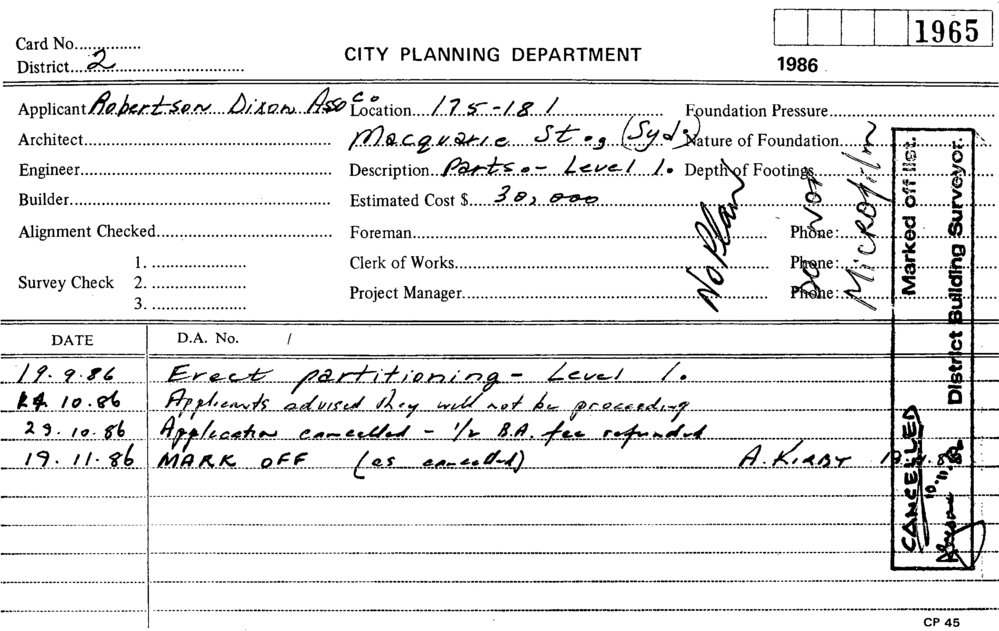 1965
Card No...............
CITY PLANNING DEPARTMENT
District 2
1986
Applicant Robertson Dixon Asso Co Location 175-181 Foundation Pressure
Architect Macquarie St., (Syd) Nature of Foundation
Engineer Description Parts.- Level 1. Depth of Footings
Builder Estimated Cost $ 30,000
Alignment Checked Foreman Phone:
1. Clerk of Works Phone:
Survey Check 2.
3. Project Manager Phone:
No Plan
Do Not
Microfilm
Marked off list.
District Building Surveyor.
CANCELLED
DATE D.A. No. /
19.9.86 Erect partitioning - Level 1.
24.10.86 Applicants advised they will not be proceeding
29.10.86 Application cancelled - 1/2 B.A. fee refunded
19.11.86 MARK OFF (as cancelled) A. KIRBY
CP 45